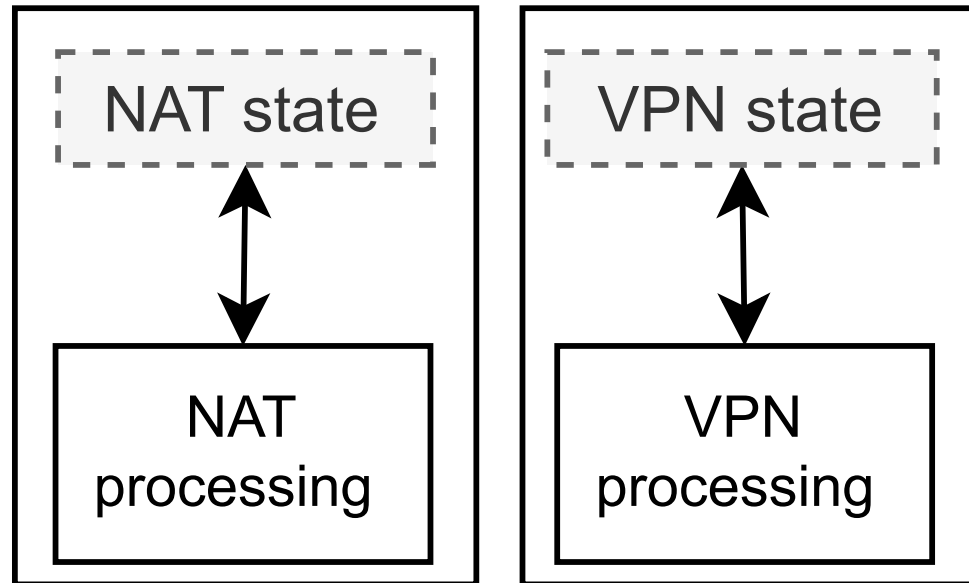 NAT state
VPN state
NAT
processing
VPN
processing